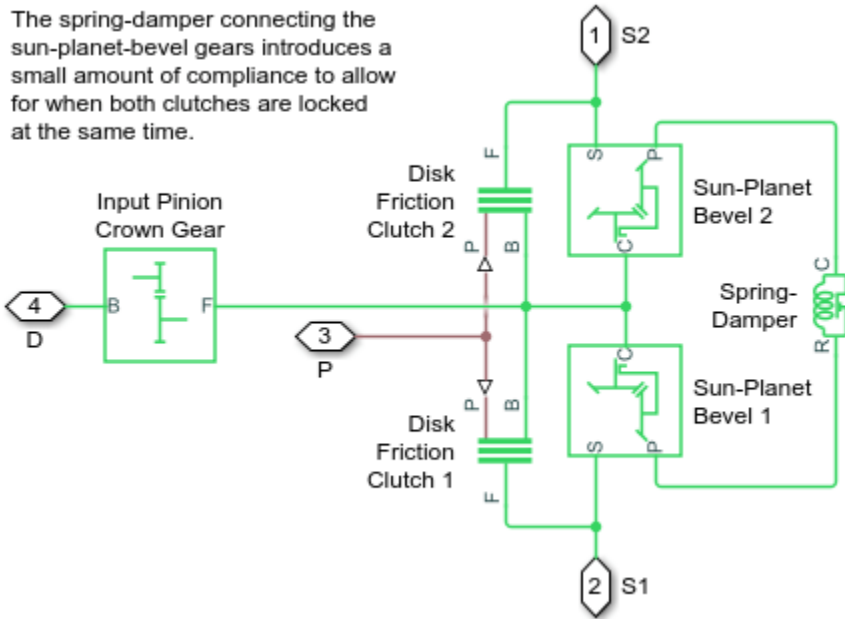 The spring-damper connecting the
sun-planet-bevel gears introduces a
small amount of compliance to allow
for when both clutches are locked
at the same time.
1
S2
F
S
P
Disk
Friction
Clutch 2
Sun-Planet
Bevel 2
Input Pinion
Crown Gear
P
B
C
C
4
D
B
F
Spring-
Damper
3
P
R
C
P
B
Sun-Planet
Bevel 1
Disk
Friction
Clutch 1
S
P
F
2
S1